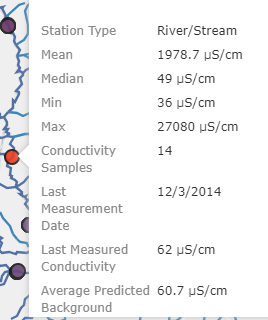 Station Type River/Stream
Mean 1978.7 µS/cm
Median 49 µS/cm
Min 36 µS/cm
Max 27080 µS/cm
Conductivity 14
Samples
Last 12/3/2014
Measurement
Date
Last Measured 62 µS/cm
Conductivity
Average Predicted 60.7 µS/cm
Background